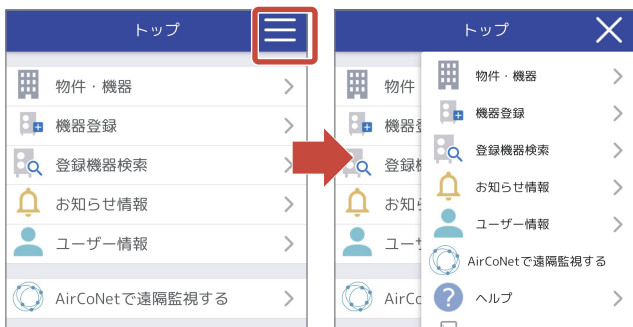 トップ
物件・機器
機器登録
登録機器検索
お知らせ情報
ユーザー情報
AirCoNetで遠隔監視する
トップ
物件
機器
登録
お知
ユー
AirCo
物件・機器
機器登録
登録機器検索
お知らせ情報
ユーザー情報
AirCoNetで遠隔監視する
?
ヘルプ